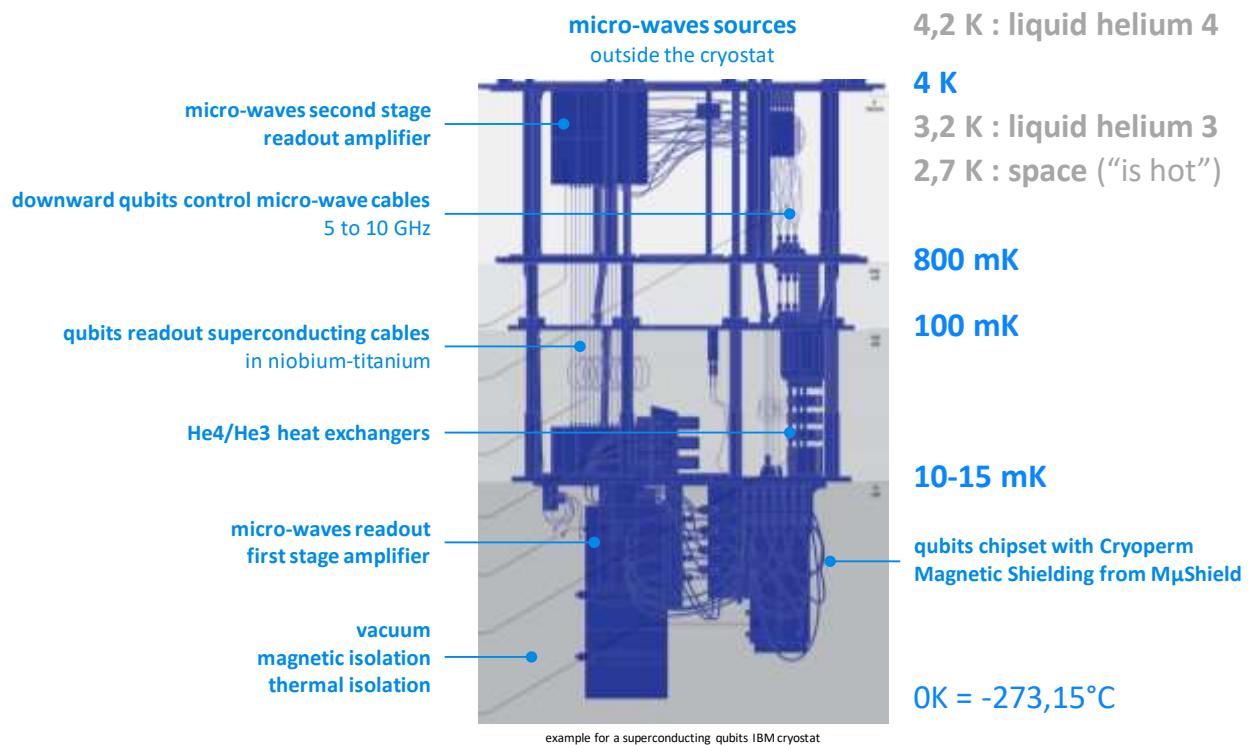 micro-waves sources
outside the cryostat
4,2 K : liquid helium 4
4 K
3,2 K : liquid helium 3
2,7 K : space (“is hot”)
micro-waves second stage
readout amplifier
downward qubits control micro-wave cables
5 to 10 GHz
800 mK
100 mK
qubits readout superconducting cables
in niobium-titanium
He4/He3 heat exchangers
10-15 mK
micro-waves readout
first stage amplifier
qubits chipset with Cryoperm
Magnetic Shielding from MµShield
vacuum
magnetic isolation
thermal isolation
0K = -273,15°C
example for a superconducting qubits IBM cryostat